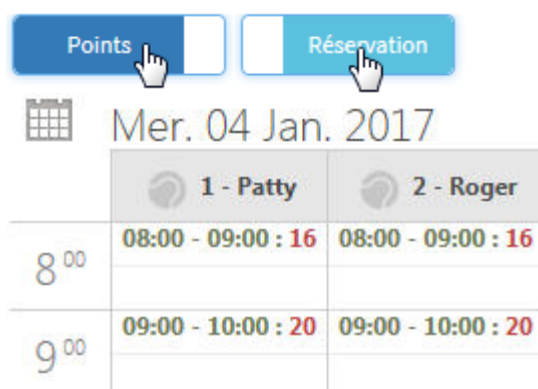 Points Réservation
Mer. 04 Jan. 2017
1 - Patty 2 - Roger
08:00 - 09:00 : 16 08:00 - 09:00 : 16
8 00
09:00 - 10:00 : 20 09:00 - 10:00 : 20
9 00